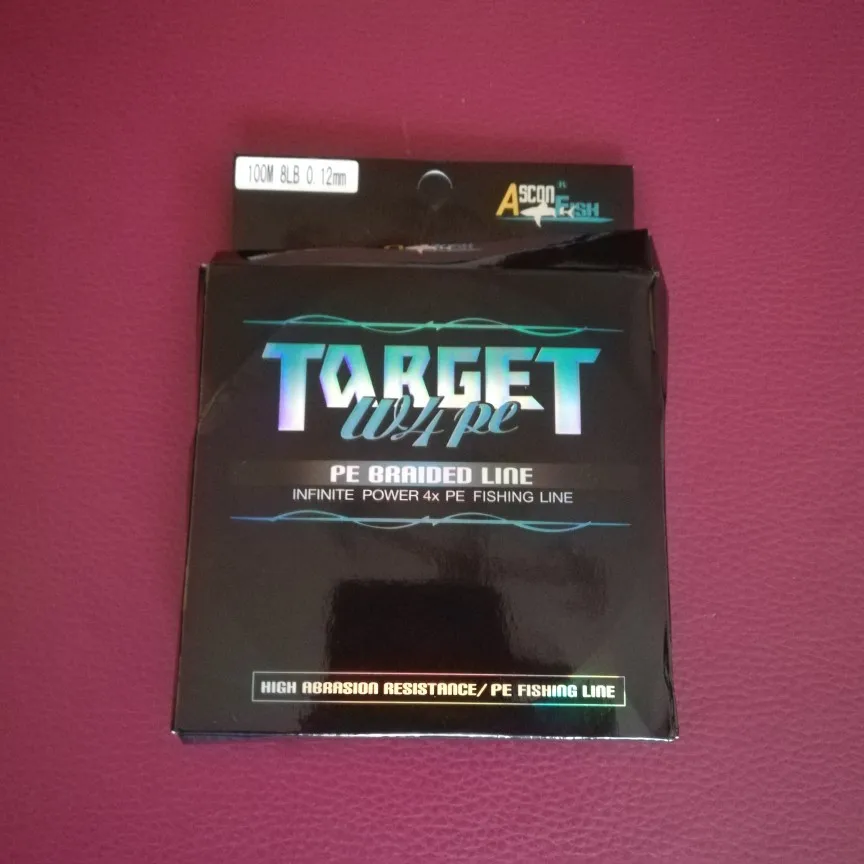 100M 8LB 0.12mm
ASCON® FISH
TARGET
W4 pe
PE BRAIDED LINE
INFINITE POWER 4x PE FISHING LINE
HIGH ABRASION RESISTANCE/ PE FISHING LINE